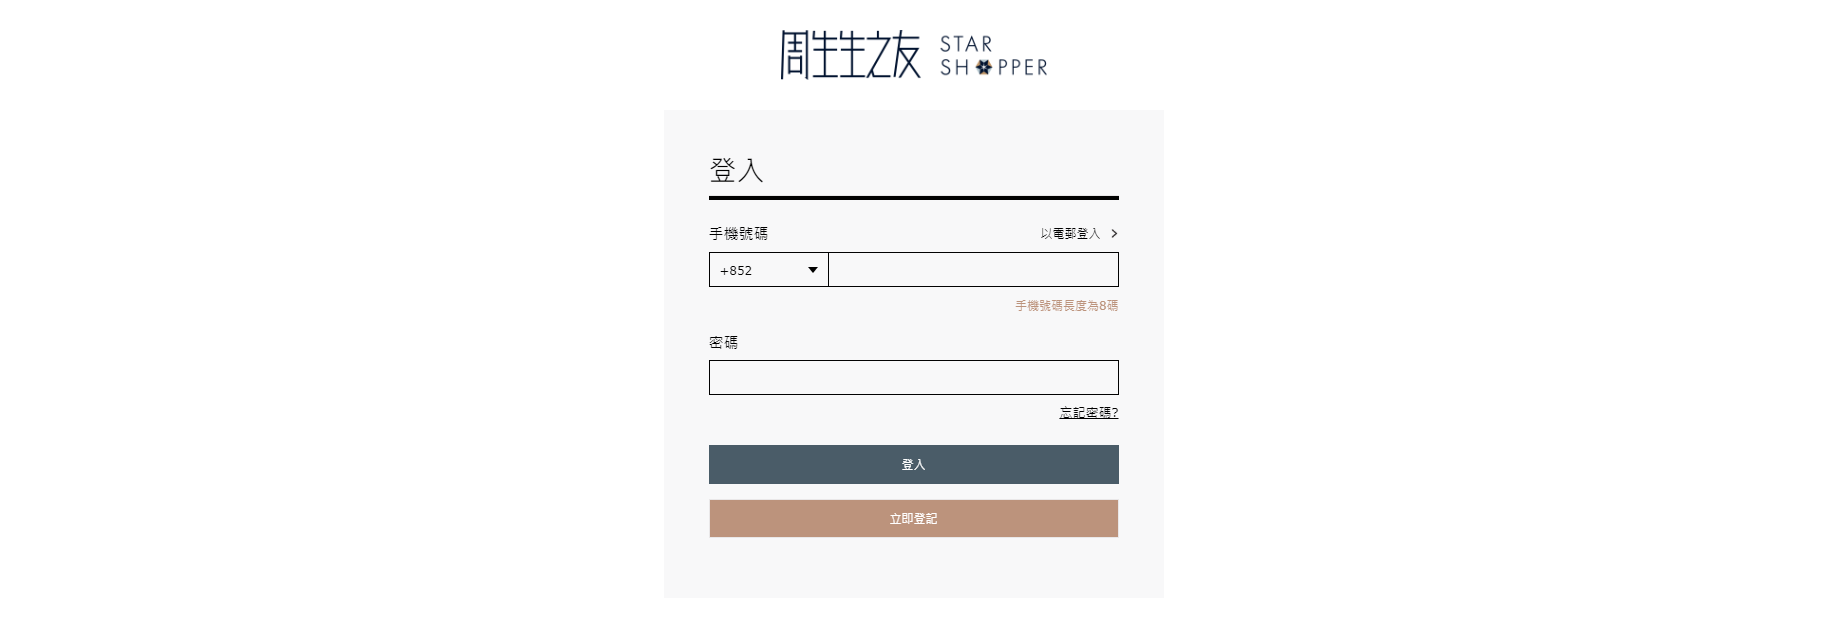 周生生之友 STAR
SHOPPER
登入
手機號碼 以電郵登入
+852
手機號碼長度為8碼
密碼
忘記密碼?
登入
立即登記